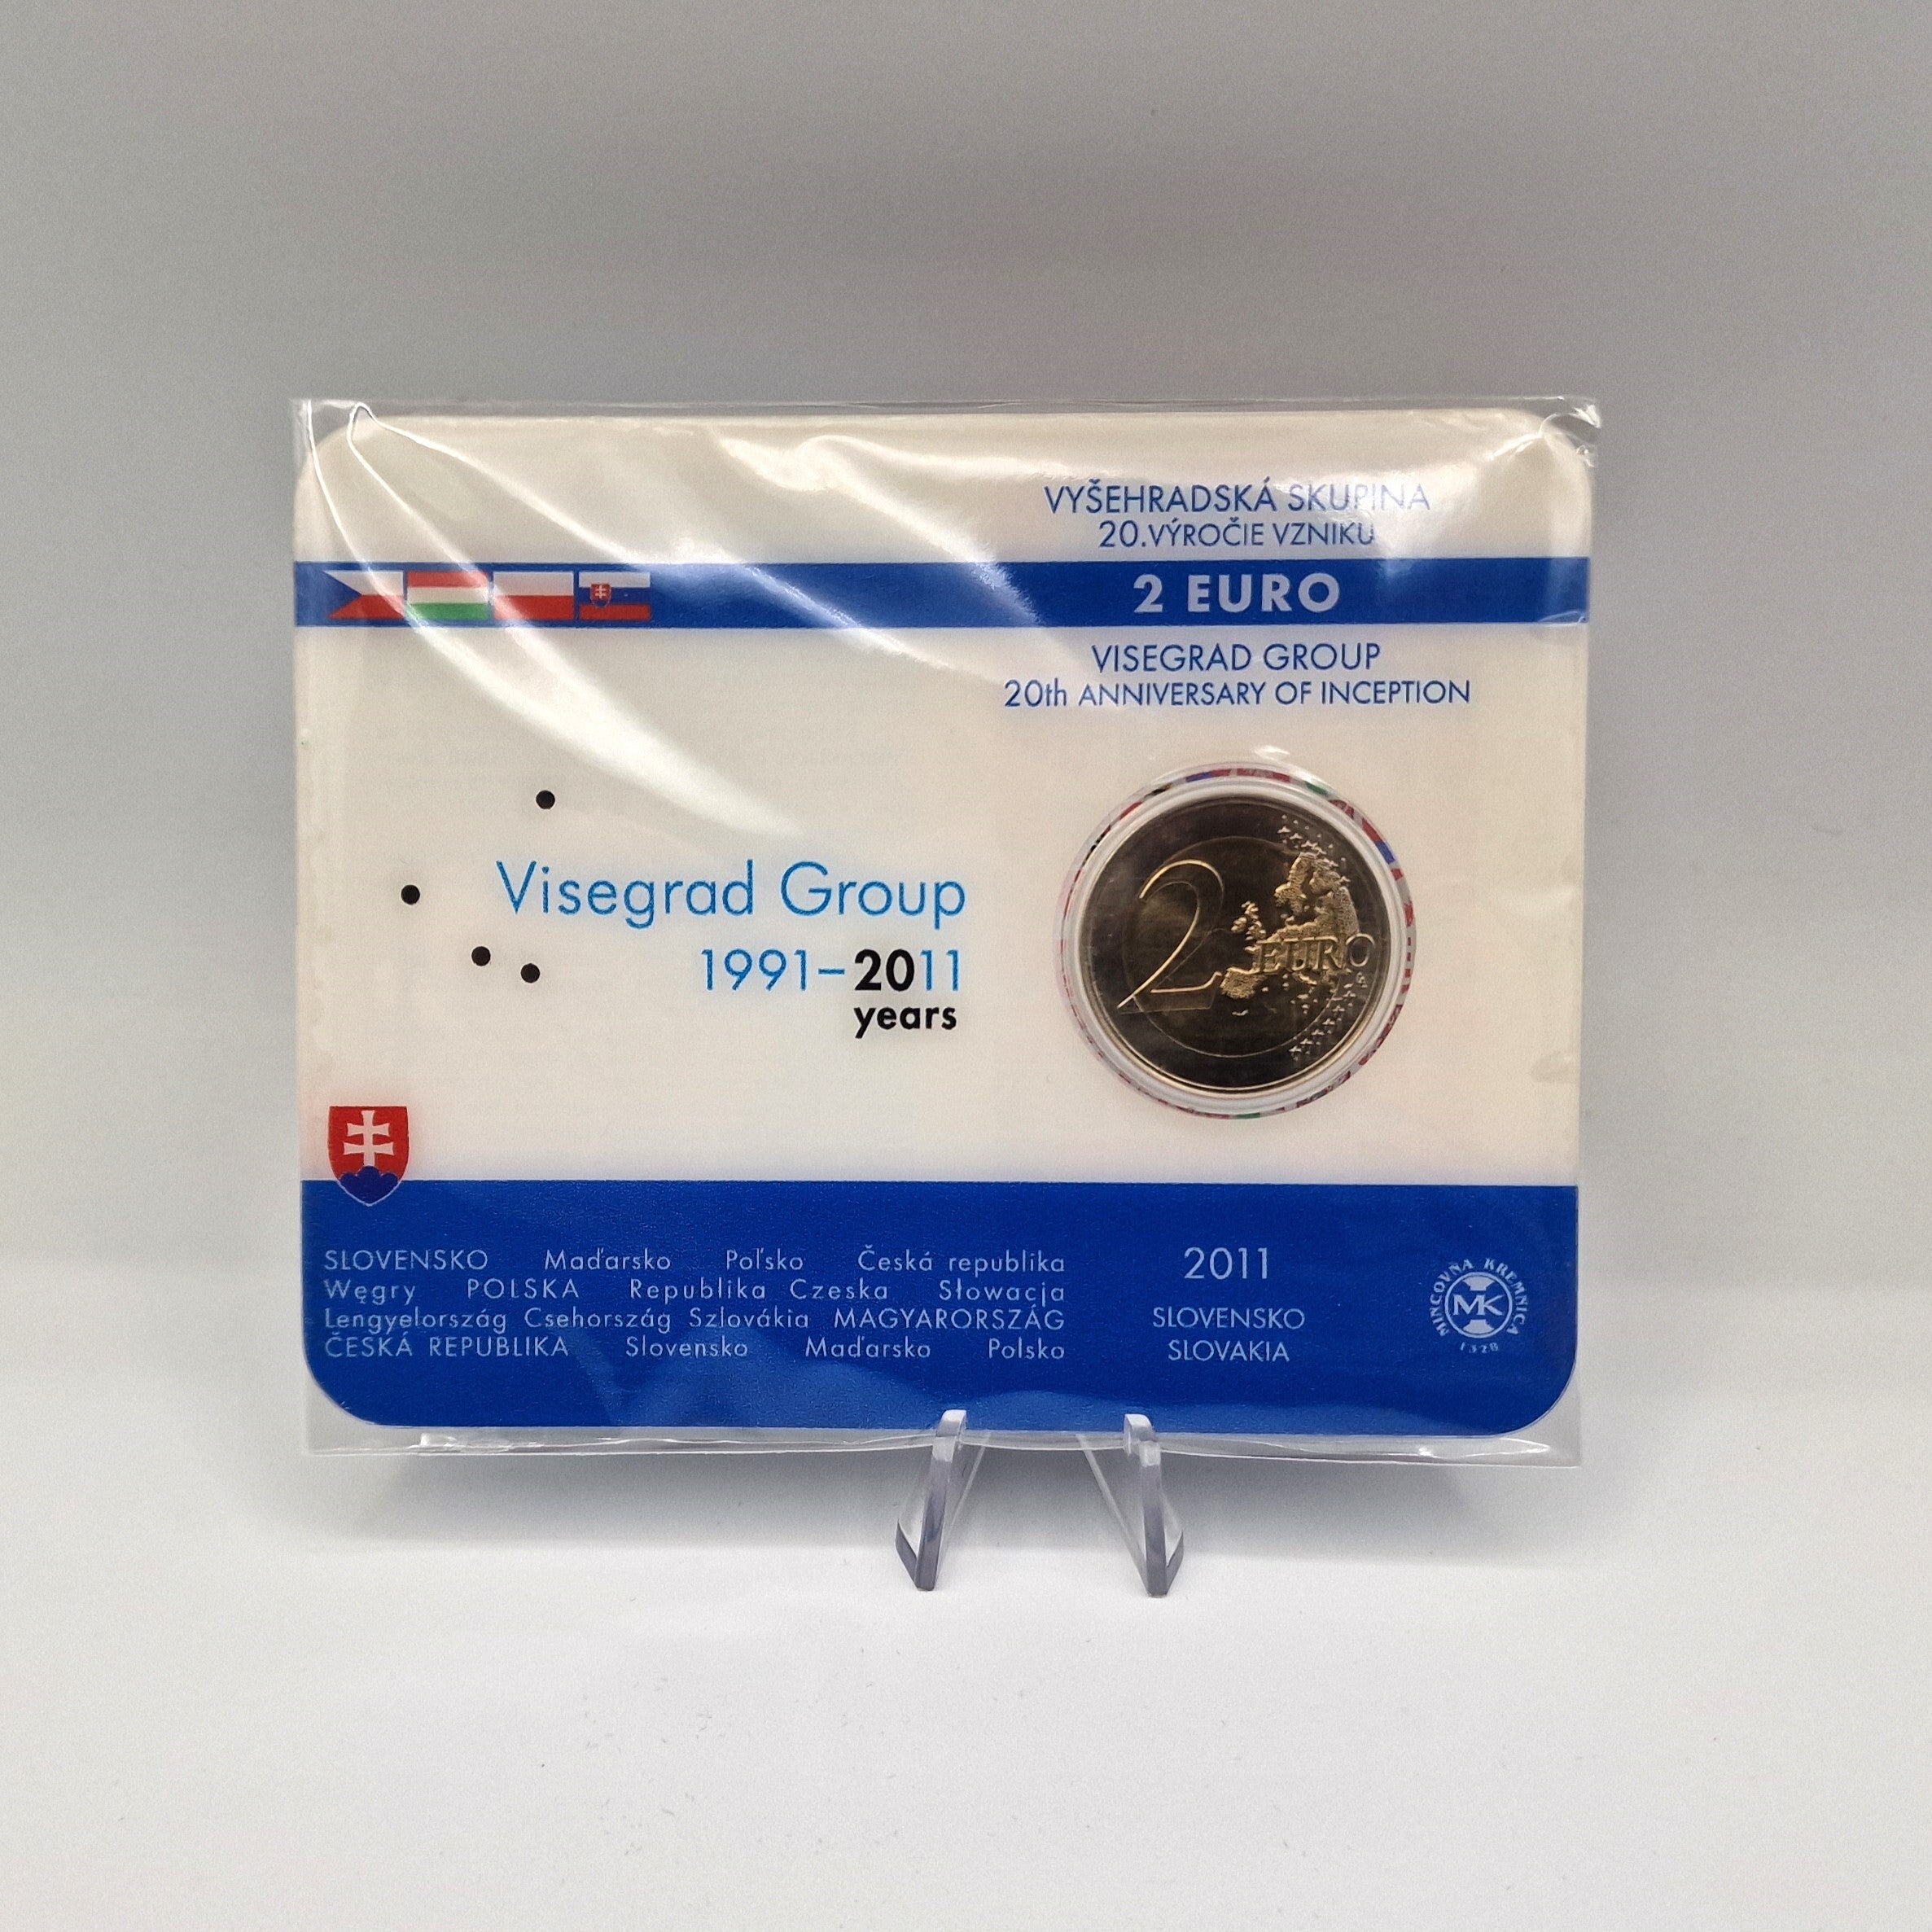 VYŠEHRADSKÁ SKUPINA
20.VÝROČIE VZNIKU
2 EURO
VISEGRAD GROUP
20th ANNIVERSARY OF INCEPTION
Visegrad Group
1991–2011
years
2 EURO
SLOVENSKO Maďarsko Poľsko Česká republika
Węgry POLSKA Republika Czeska Słowacja
Lengyelország Csehország Szlovákia MAGYARORSZÁG
ČESKÁ REPUBLIKA Slovensko Maďarsko Polsko
2011
SLOVENSKO
SLOVAKIA
MINCOVŇA KREMNICA
MK
1328